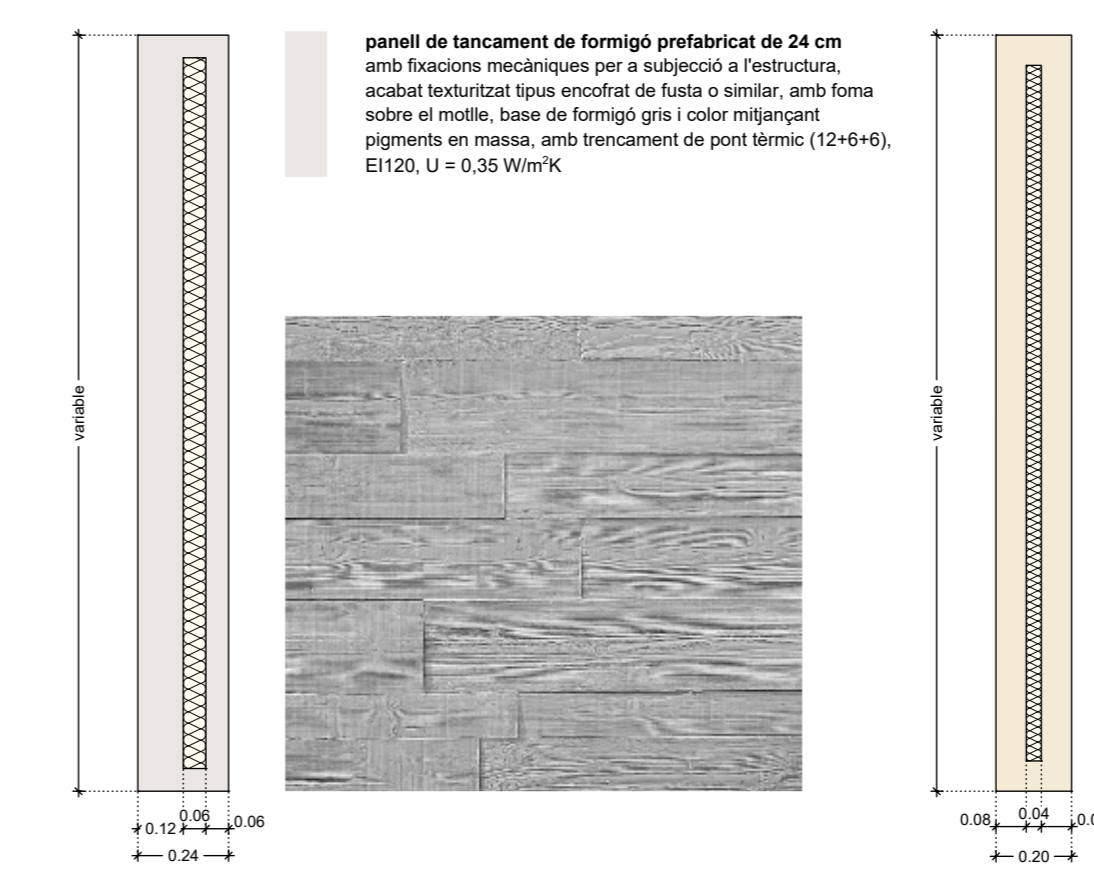 panell de tancament de formigó prefabricat de 24 cm
amb fixacions mecàniques per a subjecció a l'estructura,
acabat texturitzat tipus encofrat de fusta o similar, amb foma
sobre el motlle, base de formigó gris i color mitjançant
pigments en massa, amb trencament de pont tèrmic (12+6+6),
EI120, U = 0,35 W/m²K
variable
variable
0.12 0.06 0.06
0.24
0.08 0.04
0.20